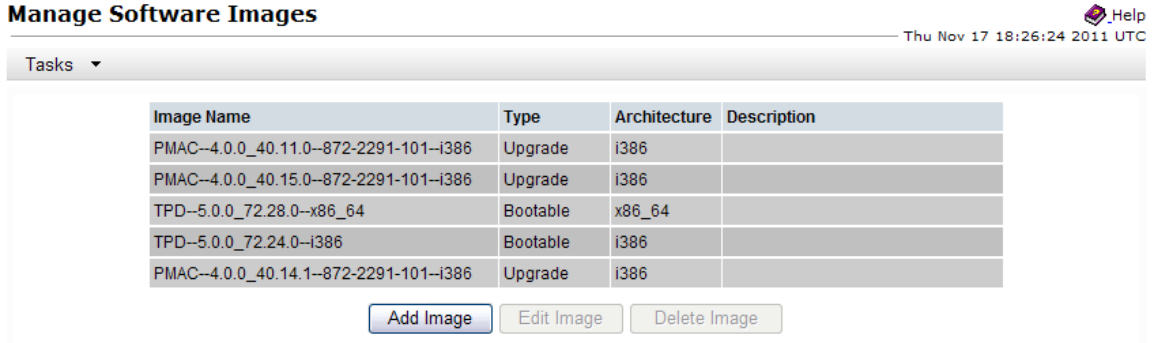 Manage Software Images
Help
Thu Nov 17 18:26:24 2011 UTC
Tasks
Image Name Type Architecture Description
PMAC--4.0.0_40.11.0--872-2291-101--i386 Upgrade i386
PMAC--4.0.0_40.15.0--872-2291-101--i386 Upgrade i386
TPD--5.0.0_72.28.0--x86_64 Bootable x86_64
TPD--5.0.0_72.24.0--i386 Bootable i386
PMAC--4.0.0_40.14.1--872-2291-101--i386 Upgrade i386
Add Image Edit Image Delete Image